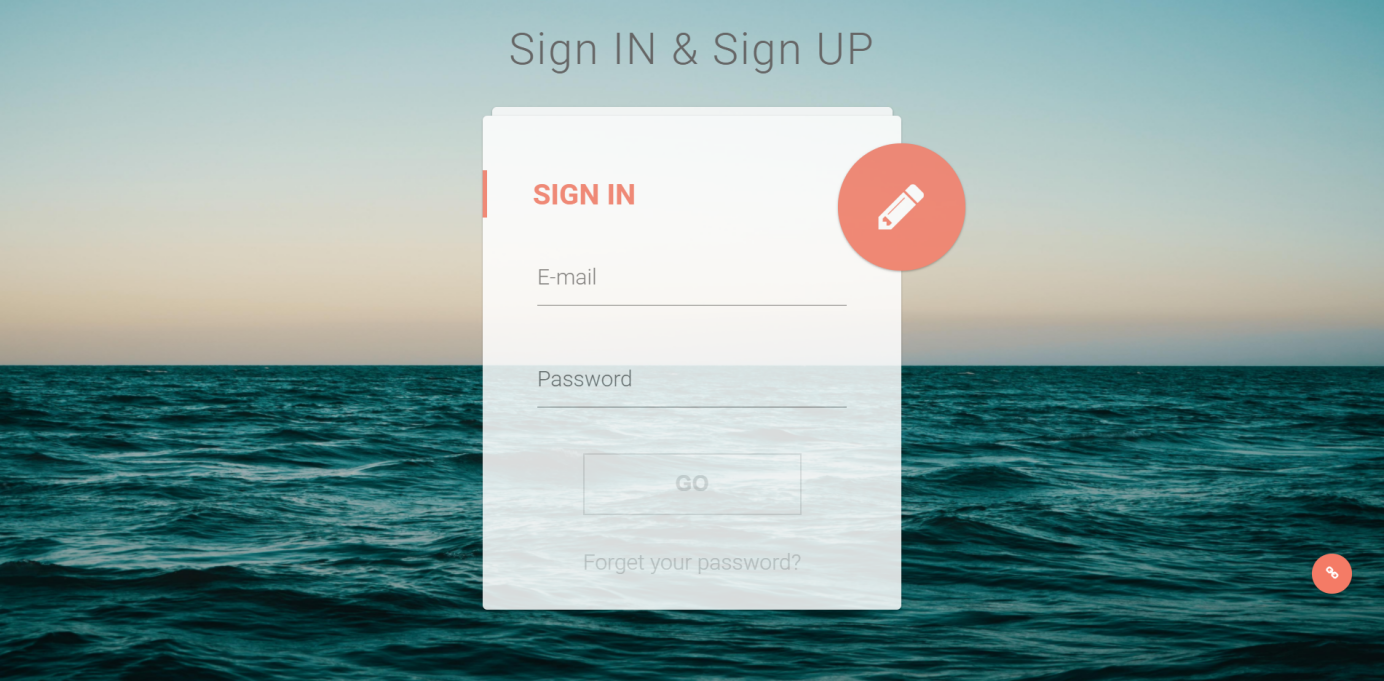 Sign IN & Sign UP
SIGN IN
E-mail
Password
GO
Forget your password?